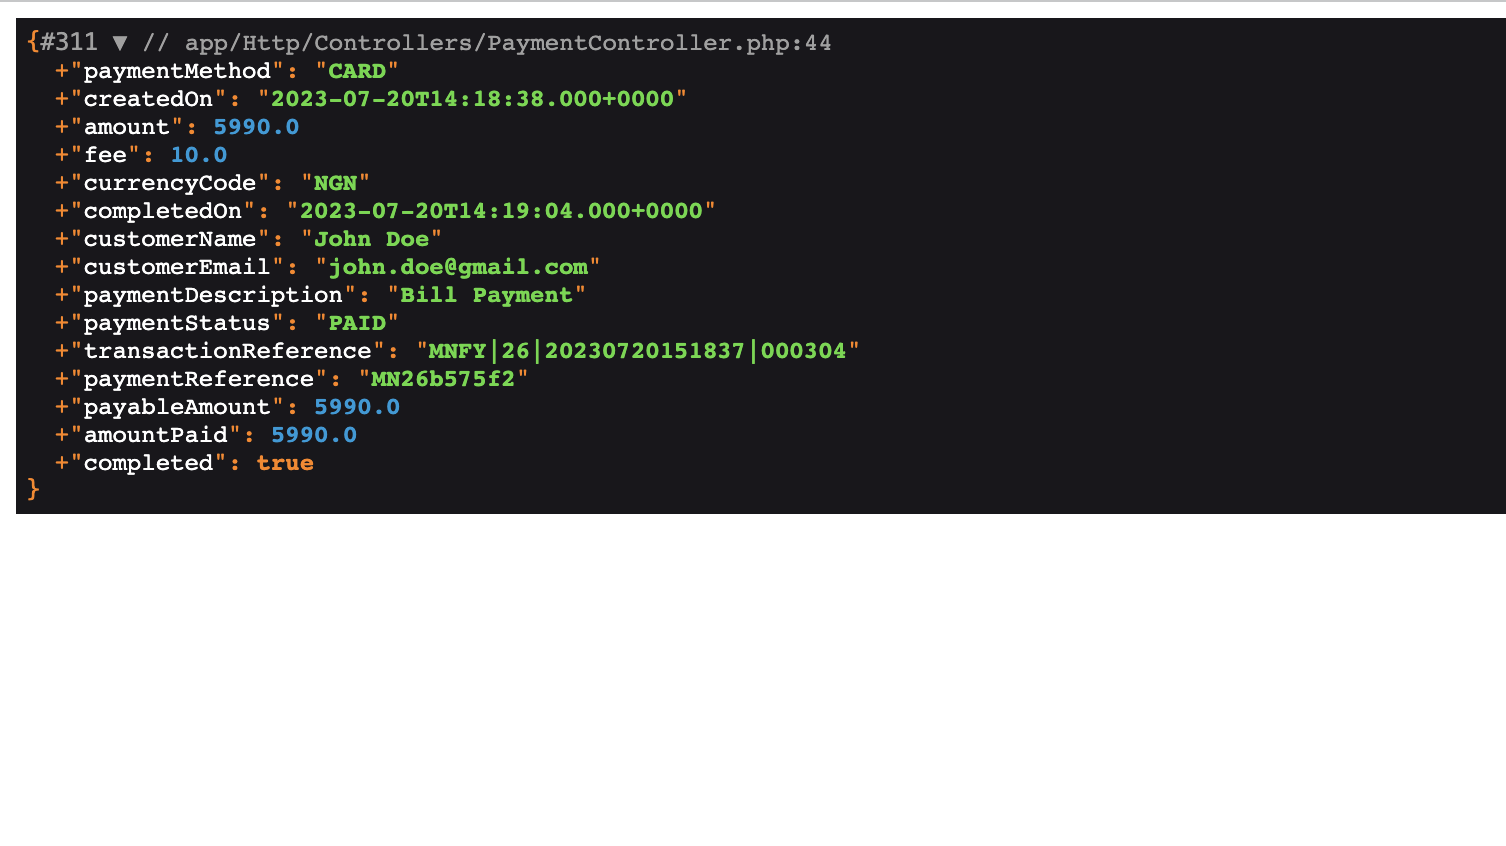 {#311 ▼ // app/Http/Controllers/PaymentController.php:44
  +"paymentMethod": "CARD"
  +"createdOn": "2023-07-20T14:18:38.000+0000"
  +"amount": 5990.0
  +"fee": 10.0
  +"currencyCode": "NGN"
  +"completedOn": "2023-07-20T14:19:04.000+0000"
  +"customerName": "John Doe"
  +"customerEmail": "john.doe@gmail.com"
  +"paymentDescription": "Bill Payment"
  +"paymentStatus": "PAID"
  +"transactionReference": "MNFY|26|20230720151837|000304"
  +"paymentReference": "MN26b575f2"
  +"payableAmount": 5990.0
  +"amountPaid": 5990.0
  +"completed": true
}